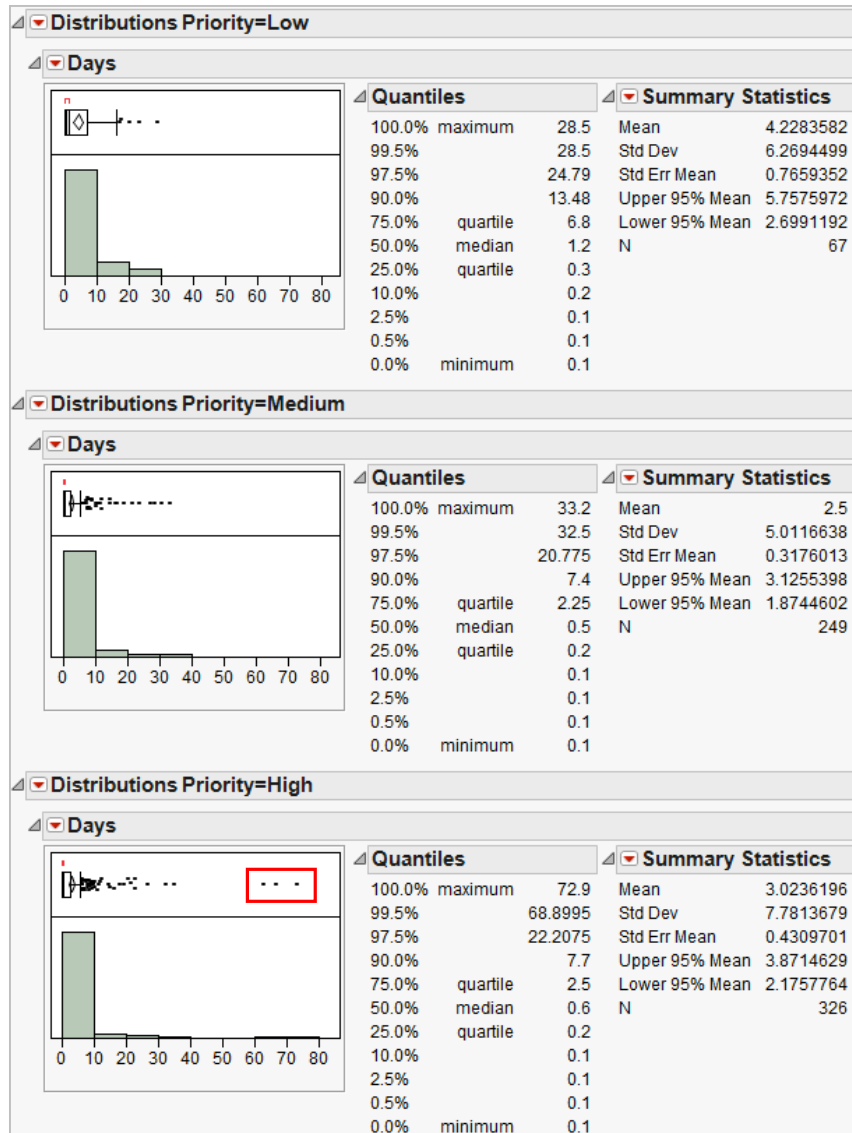 Distributions Priority=Low
Days
Quantiles
100.0% maximum 28.5
99.5% 28.5
97.5% 24.79
90.0% 13.48
75.0% quartile 6.8
50.0% median 1.2
25.0% quartile 0.3
10.0% 0.2
2.5% 0.1
0.5% 0.1
0.0% minimum 0.1
Summary Statistics
Mean 4.2283582
Std Dev 6.2694499
Std Err Mean 0.7659352
Upper 95% Mean 5.7575972
Lower 95% Mean 2.6991192
N 67
0 10 20 30 40 50 60 70 80
Distributions Priority=Medium
Days
Quantiles
100.0% maximum 33.2
99.5% 32.5
97.5% 20.775
90.0% 7.4
75.0% quartile 2.25
50.0% median 0.5
25.0% quartile 0.2
10.0% 0.1
2.5% 0.1
0.5% 0.1
0.0% minimum 0.1
Summary Statistics
Mean 2.5
Std Dev 5.0116638
Std Err Mean 0.3176013
Upper 95% Mean 3.1255398
Lower 95% Mean 1.8744602
N 249
0 10 20 30 40 50 60 70 80
Distributions Priority=High
Days
Quantiles
100.0% maximum 72.9
99.5% 68.8995
97.5% 22.2075
90.0% 7.7
75.0% quartile 2.5
50.0% median 0.6
25.0% quartile 0.2
10.0% 0.1
2.5% 0.1
0.5% 0.1
0.0% minimum 0.1
Summary Statistics
Mean 3.0236196
Std Dev 7.7813679
Std Err Mean 0.4309701
Upper 95% Mean 3.8714629
Lower 95% Mean 2.1757764
N 326
0 10 20 30 40 50 60 70 80